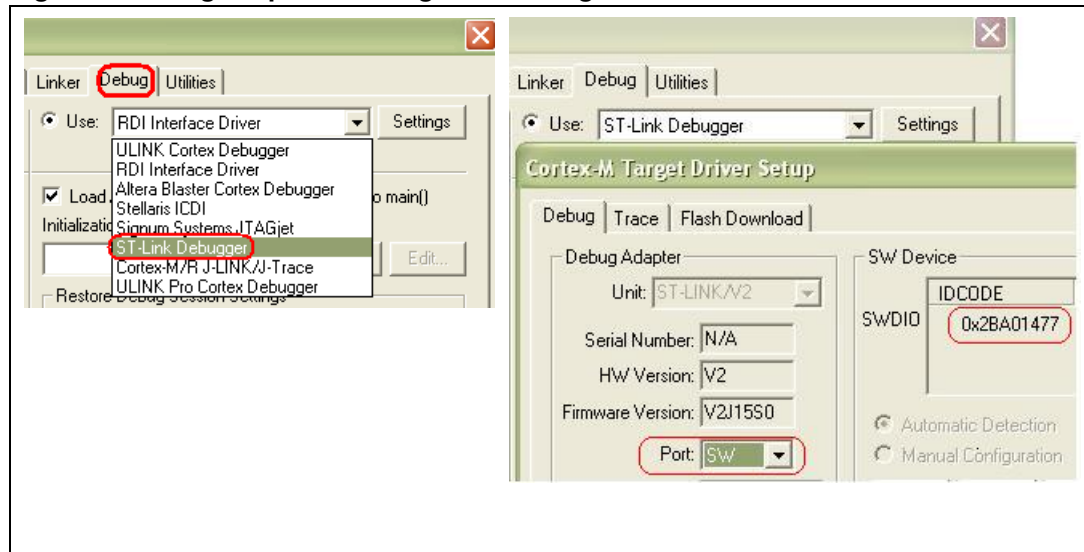 Linker Debug Utilities
Use: RDI Interface Driver Settings
ULINK Cortex Debugger
RDI Interface Driver
Altera Blaster Cortex Debugger
Stellaris ICDI
Signum Systems JTAGjet
ST-Link Debugger
Cortex-M/R J-LINK/J-Trace
ULINK Pro Cortex Debugger
Load
o main()
Edit...
Restore Debug Session Settings
Linker Debug Utilities
Use: ST-Link Debugger Settings
Cortex-M Target Driver Setup
Debug Trace Flash Download
Debug Adapter
Unit: ST-LINK/V2
Serial Number: N/A
HW Version: V2
Firmware Version: V2J15S0
Port: SW
SW Device
IDCODE
SWDIO 0x2BA01477
Automatic Detection
Manual Configuration